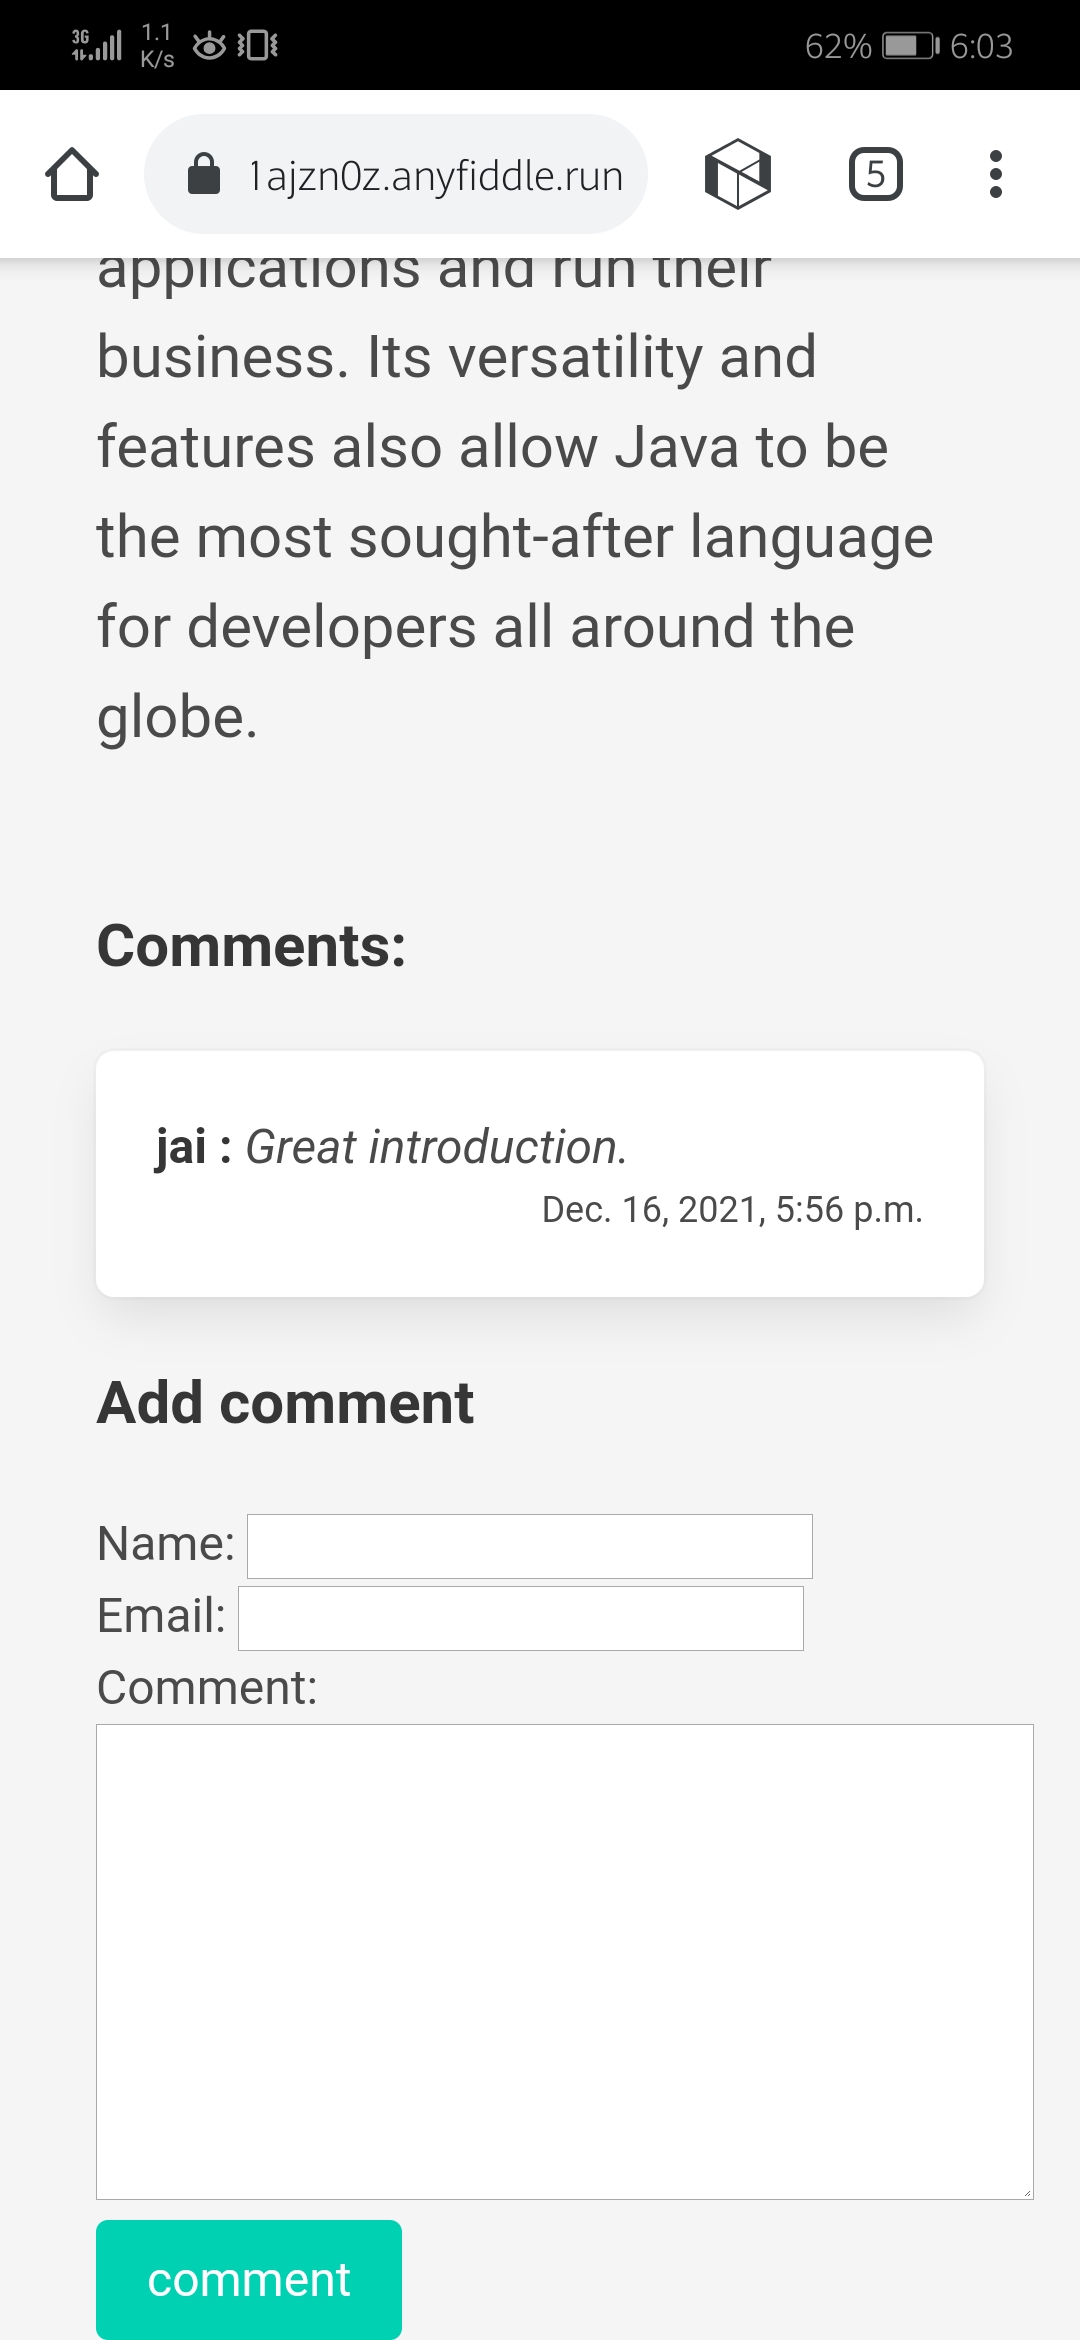 3G 1.1 K/s 62% 6:03
1ajzn0z.anyfiddle.run 5
applications and run their
business. Its versatility and
features also allow Java to be
the most sought-after language
for developers all around the
globe.
Comments:
jai : Great introduction.
Dec. 16, 2021, 5:56 p.m.
Add comment
Name:
Email:
Comment:
comment